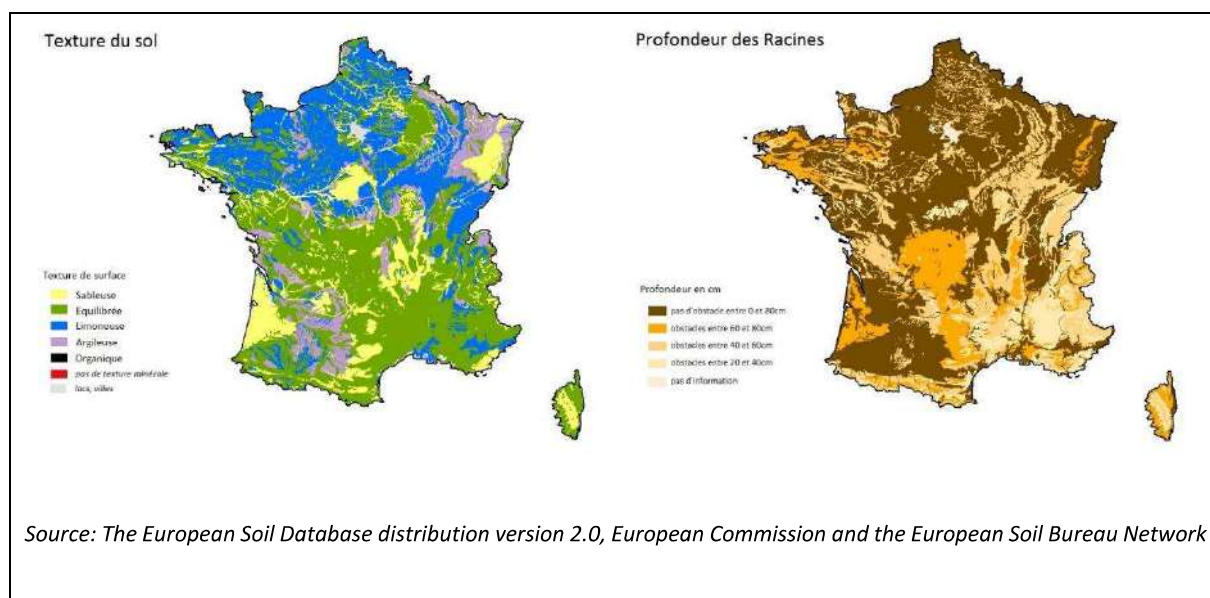 Texture du sol
Texture de surface
Sableuse
Equilibrée
Limoneuse
Argileuse
Organique
pas de texture minérale
lacs, villes
Profondeur des Racines
Profondeur en cm
pas d'obstacle entre 0 et 80cm
obstacles entre 60 et 80cm
obstacles entre 40 et 60cm
obstacles entre 20 et 40cm
pas d'information
Source: The European Soil Database distribution version 2.0, European Commission and the European Soil Bureau Network